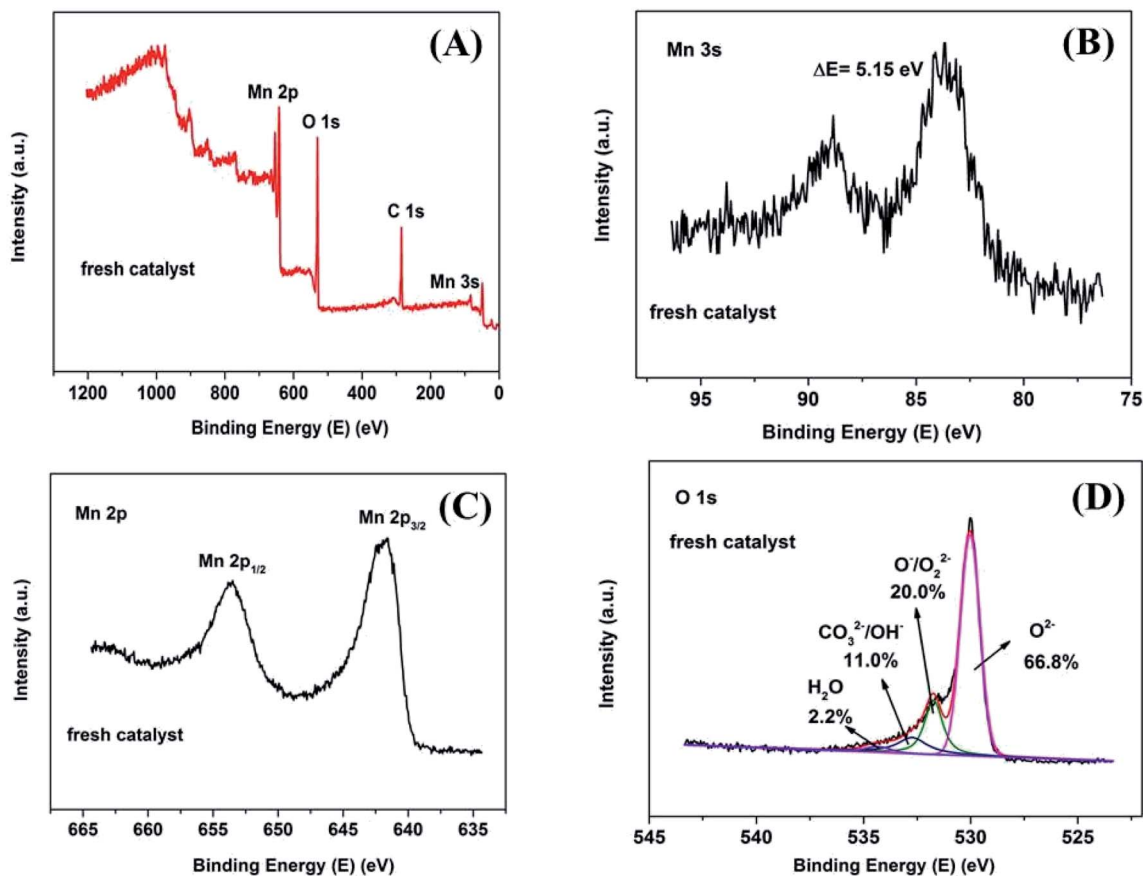 (A)
Mn 2p
O 1s
C 1s
Mn 3s
fresh catalyst
Intensity (a.u.)
1200 1000 800 600 400 200 0
Binding Energy (E) (eV)
(B)
Mn 3s
ΔE= 5.15 eV
fresh catalyst
Intensity (a.u.)
95 90 85 80 75
Binding Energy (E) (eV)
(C)
Mn 2p
Mn 2p3/2
Mn 2p1/2
fresh catalyst
Intensity (a.u.)
665 660 655 650 645 640 635
Binding Energy (E) (eV)
(D)
O 1s
fresh catalyst
O⁻/O₂²⁻
20.0%
CO₃²⁻/OH⁻
11.0%
H₂O
2.2%
O²⁻
66.8%
Intensity (a.u.)
545 540 535 530 525
Binding Energy (E) (eV)